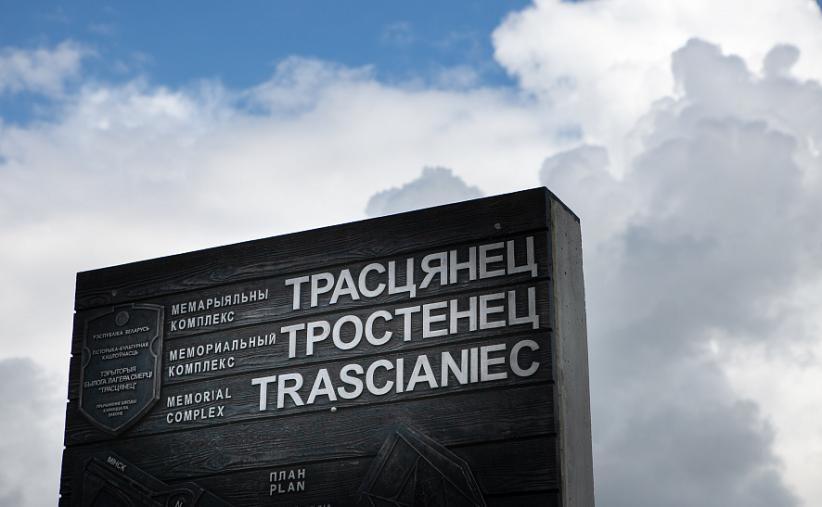 РЭСПУБЛІКА БЕЛАРУСЬ
ГІСТОРЫКА-КУЛЬТУРНАЯ
КАШТОЎНАСЦЬ
ТЭРЫТОРЫЯ
БЫЛОГА ЛАГЕРА СМЕРЦІ
"ТРАСЦЯНЕЦ"
МЕМАРЫЯЛЬНЫ
КОМПЛЕКС
ТРАСЦЯНЕЦ
МЕМОРИАЛЬНЫЙ
КОМПЛЕКС
ТРОСТЕНЕЦ
MEMORIAL
COMPLEX
TRASCIANIEC
МІНСК
N
ПЛАН
PLAN